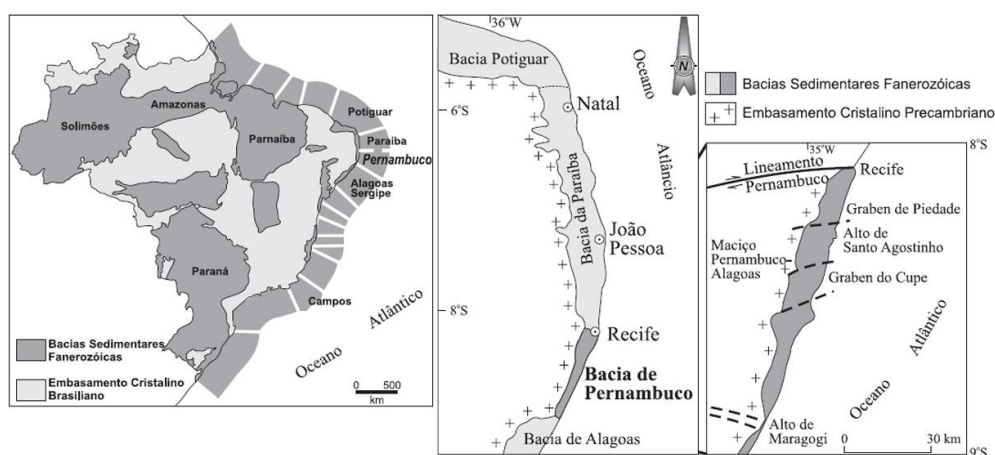 Solimões
Amazonas
Parnaíba
Potiguar
Paraíba
Pernambuco
Alagoas
Sergipe
Paraná
Campos
Atlântico
Oceano
Bacias Sedimentares
Fanerozóicas
Embasamento Cristalino
Brasiliano
0 500
km
36°W
Bacia Potiguar
Oceano
N
6°S
Natal
Atlâncio
Bacia da Paraíba
João
Pessoa
8°S
Recife
Bacia de
Pernambuco
Bacia de Alagoas
Bacias Sedimentares Fanerozóicas
Embasamento Cristalino Precambriano
35°W
8°S
Lineamento
Pernambuco
Recife
Graben de Piedade
Alto de
Santo Agostinho
Maciço
Pernambuco
Alagoas
Graben do Cupe
Atlântico
Oceano
Alto de
Maragogi
0 30 km
9°S